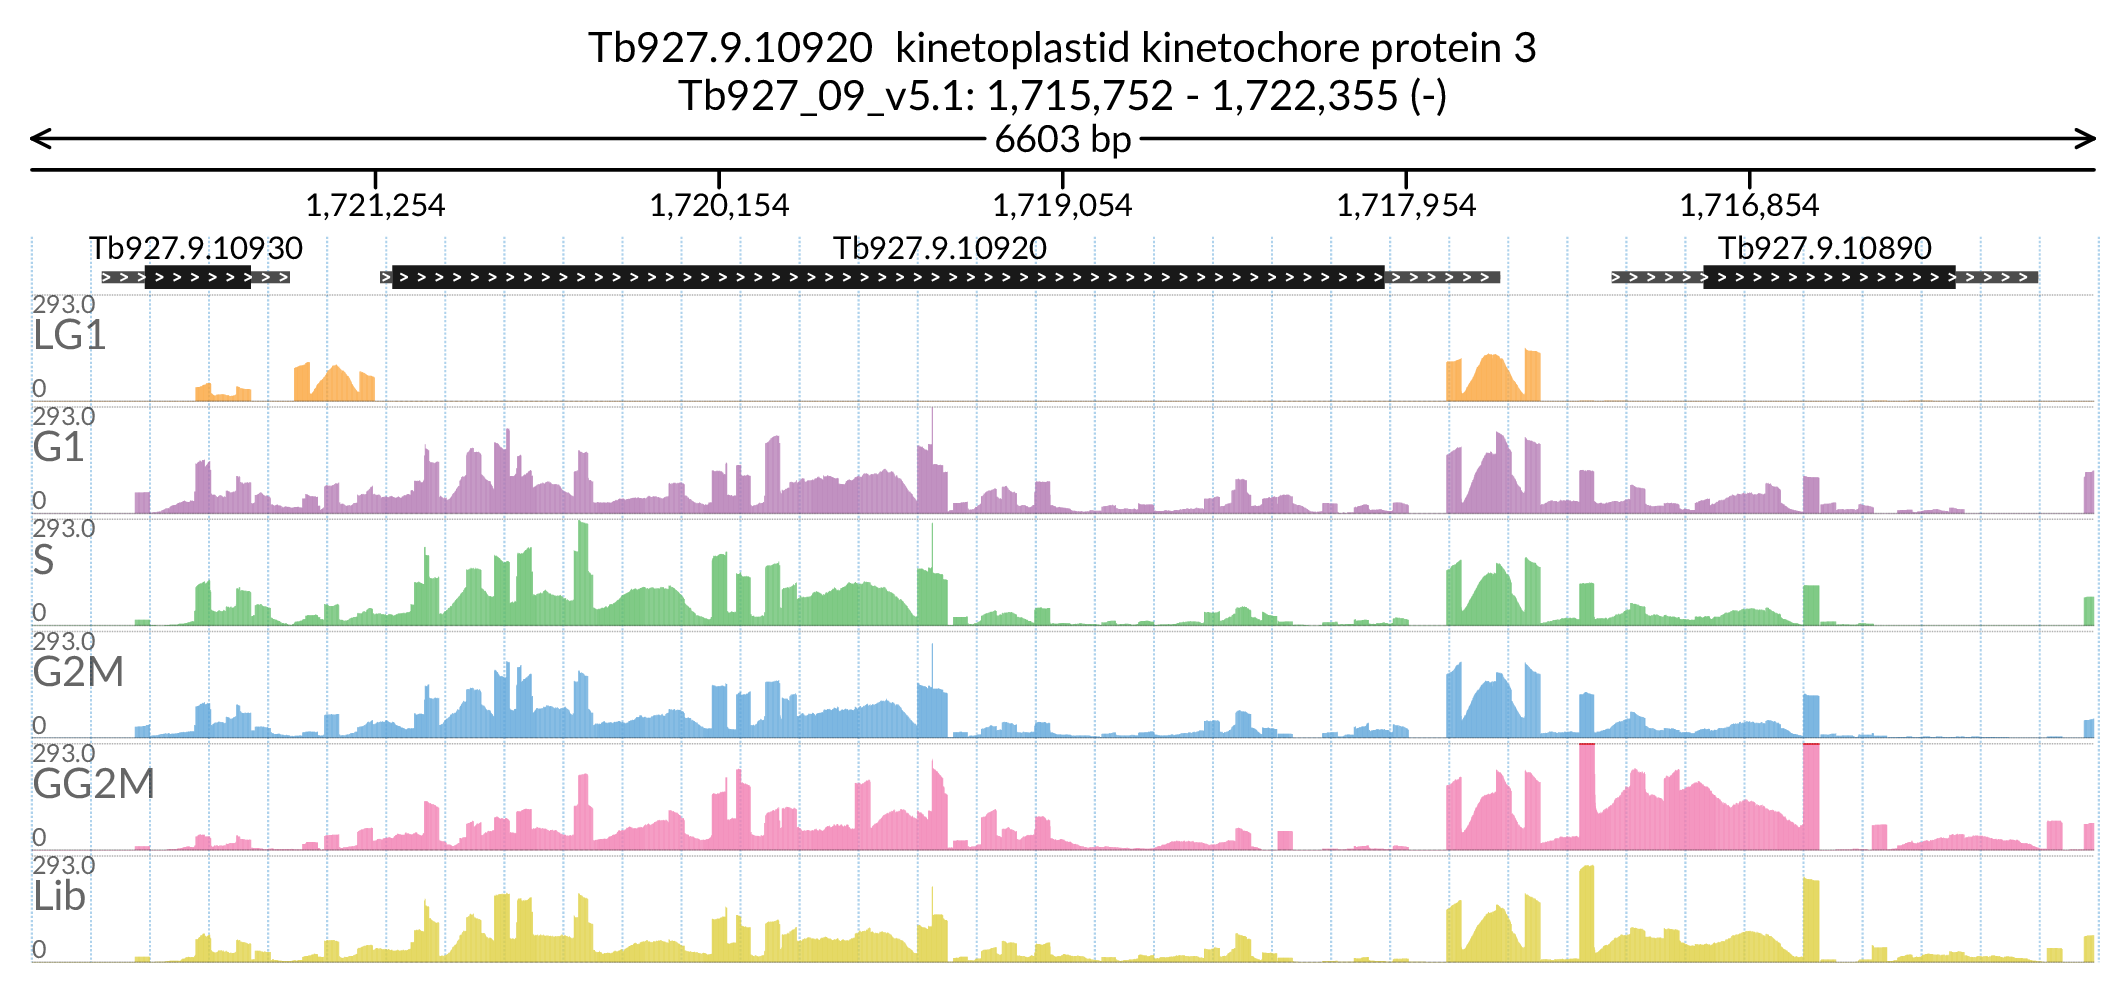 Tb927.9.10920  kinetoplastid kinetochore protein 3
Tb927_09_v5.1: 1,715,752 - 1,722,355 (-)
6603 bp
1,721,254 1,720,154 1,719,054 1,717,954 1,716,854
Tb927.9.10930 Tb927.9.10920 Tb927.9.10890
293.0
LG1
0
293.0
G1
0
293.0
S
0
293.0
G2M
0
293.0
GG2M
0
293.0
Lib
0